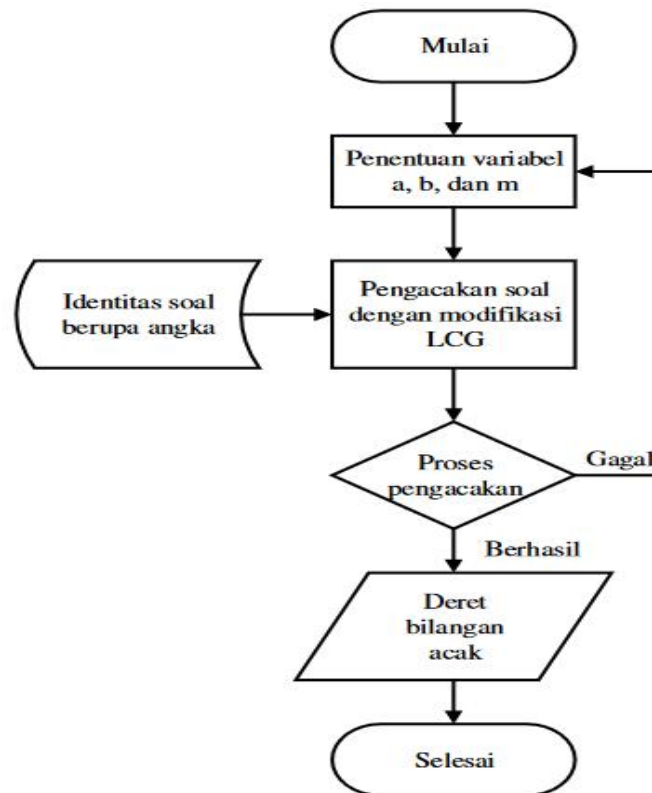 Mulai
Penentuan variabel
a, b, dan m
Identitas soal
berupa angka
Pengacakan soal
dengan modifikasi
LCG
Proses
pengacakan
Gagal
Berhasil
Deret
bilangan
acak
Selesai